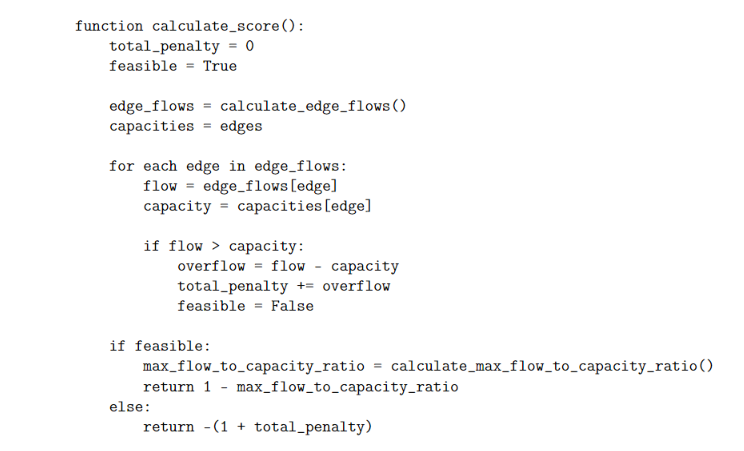 function calculate_score():
    total_penalty = 0
    feasible = True

    edge_flows = calculate_edge_flows()
    capacities = edges

    for each edge in edge_flows:
        flow = edge_flows[edge]
        capacity = capacities[edge]

        if flow > capacity:
            overflow = flow - capacity
            total_penalty += overflow
            feasible = False

    if feasible:
        max_flow_to_capacity_ratio = calculate_max_flow_to_capacity_ratio()
        return 1 - max_flow_to_capacity_ratio
    else:
        return -(1 + total_penalty)